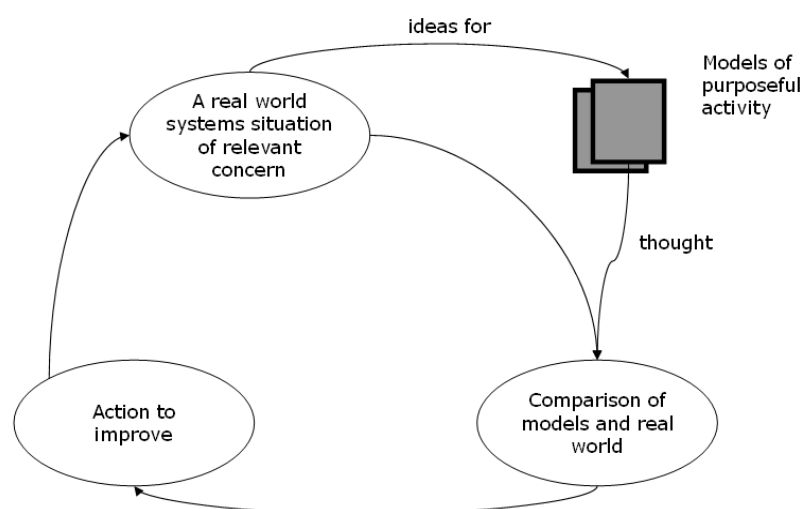 ideas for
Models of
purposeful
activity
A real world
systems situation
of relevant
concern
thought
Action to
improve
Comparison of
models and real
world